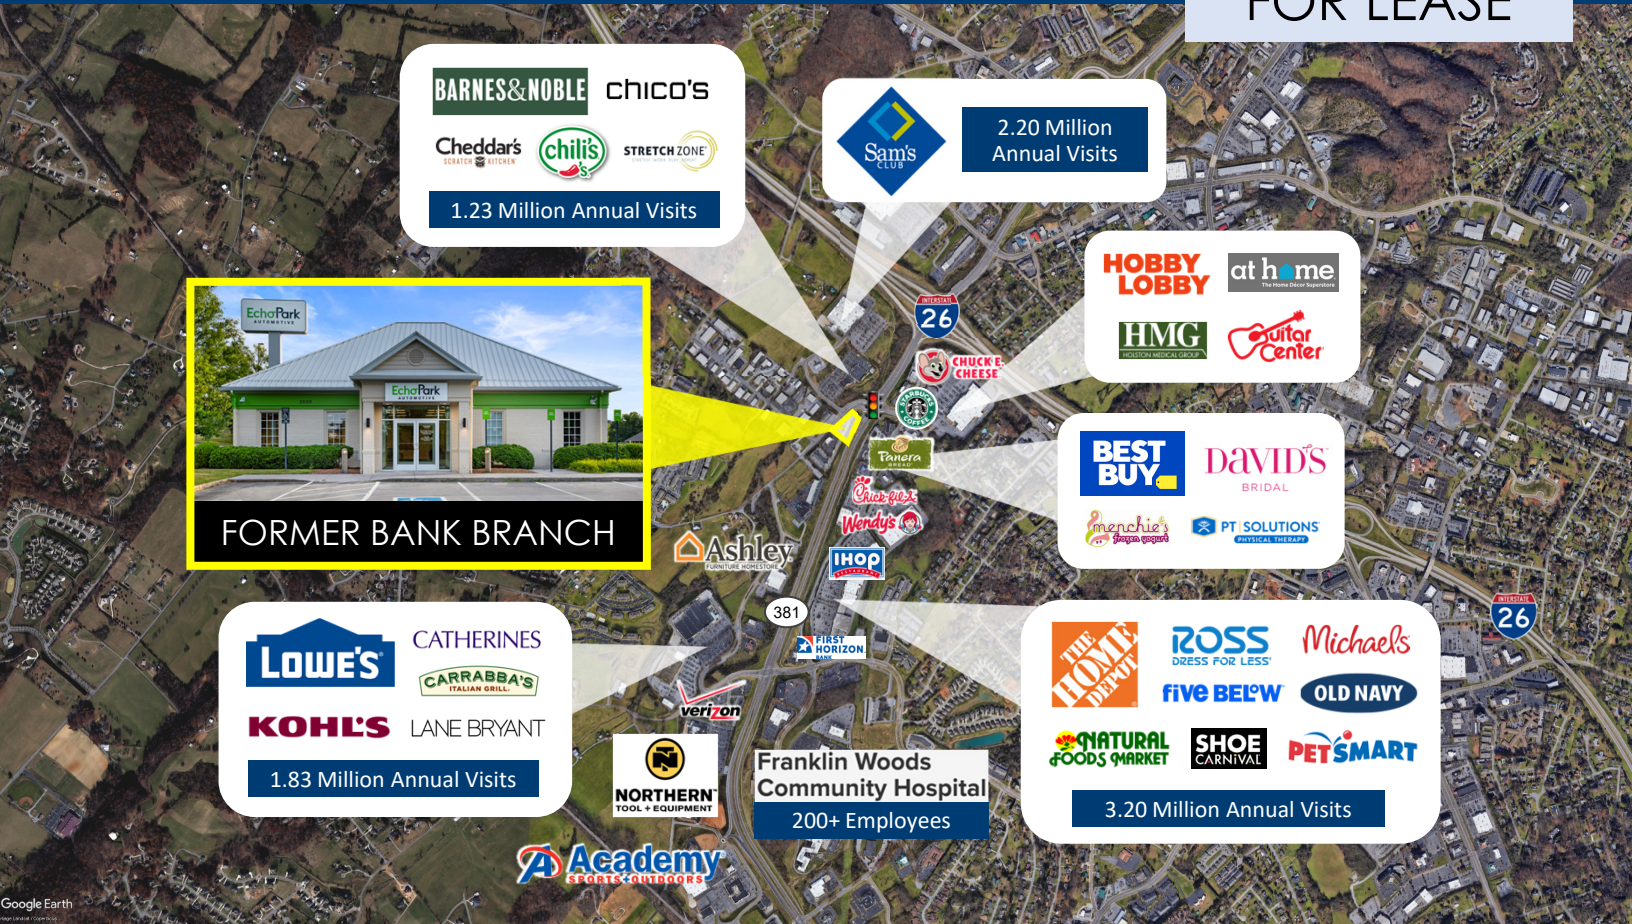 FOR LEASE
BARNES&NOBLE
chico's
Cheddar's
SCRATCH KITCHEN
chili's
STRETCH ZONE
1.23 Million Annual Visits
Sam's
CLUB
2.20 Million
Annual Visits
HOBBY
LOBBY
at home
The Home Décor Superstore
HMG
HOLSTON MEDICAL GROUP
Guitar
Center
INTERSTATE
26
CHUCK E.
CHEESE
STARBUCKS
COFFEE
EchoPark
AUTOMOTIVE
EchoPark
AUTOMOTIVE
FORMER BANK BRANCH
Panera
BREAD
Chick-fil-A
Wendy's
IHOP
RESTAURANT
Ashley
FURNITURE HOMESTORE
BEST
BUY
DAVID'S
BRIDAL
menchie's
frozen yogurt
PT SOLUTIONS
PHYSICAL THERAPY
381
FIRST
HORIZON
BANK
INTERSTATE
26
LOWE'S
CATHERINES
CARRABBA'S
ITALIAN GRILL
KOHL'S
LANE BRYANT
1.83 Million Annual Visits
verizon
NORTHERN
TOOL + EQUIPMENT
Franklin Woods
Community Hospital
200+ Employees
Academy
SPORTS+OUTDOORS
THE
HOME
DEPOT
ROSS
DRESS FOR LESS
Michaels
five BELOW
OLD NAVY
NATURAL
FOODS MARKET
SHOE
CARNIVAL
PETSMART
3.20 Million Annual Visits
Google Earth